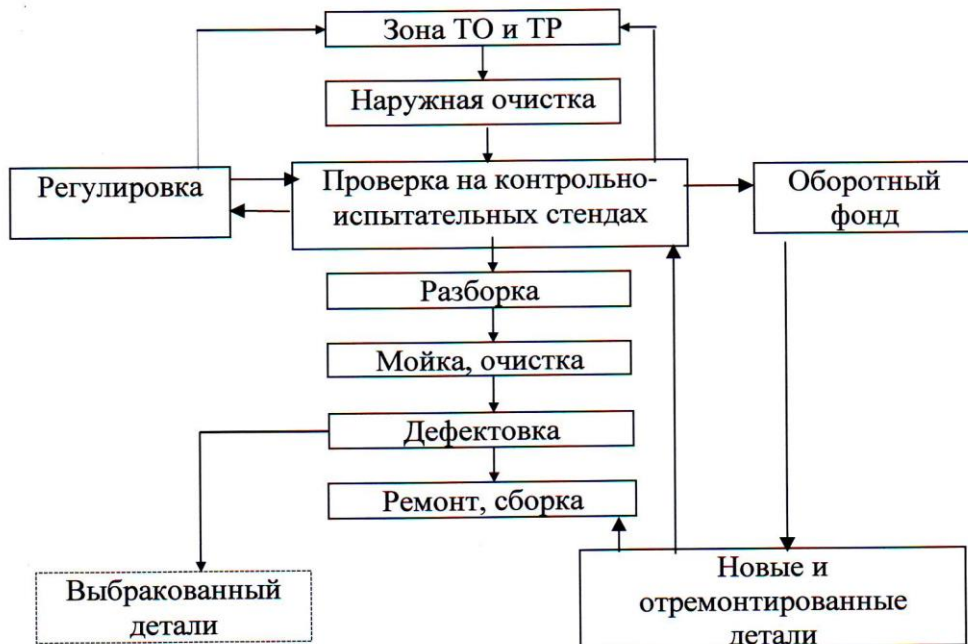 Зона ТО и ТР
Наружная очистка
Регулировка
Проверка на контрольно-
испытательных стендах
Оборотный
фонд
Разборка
Мойка, очистка
Дефектовка
Ремонт, сборка
Выбракованный
детали
Новые и
отремонтированные
детали